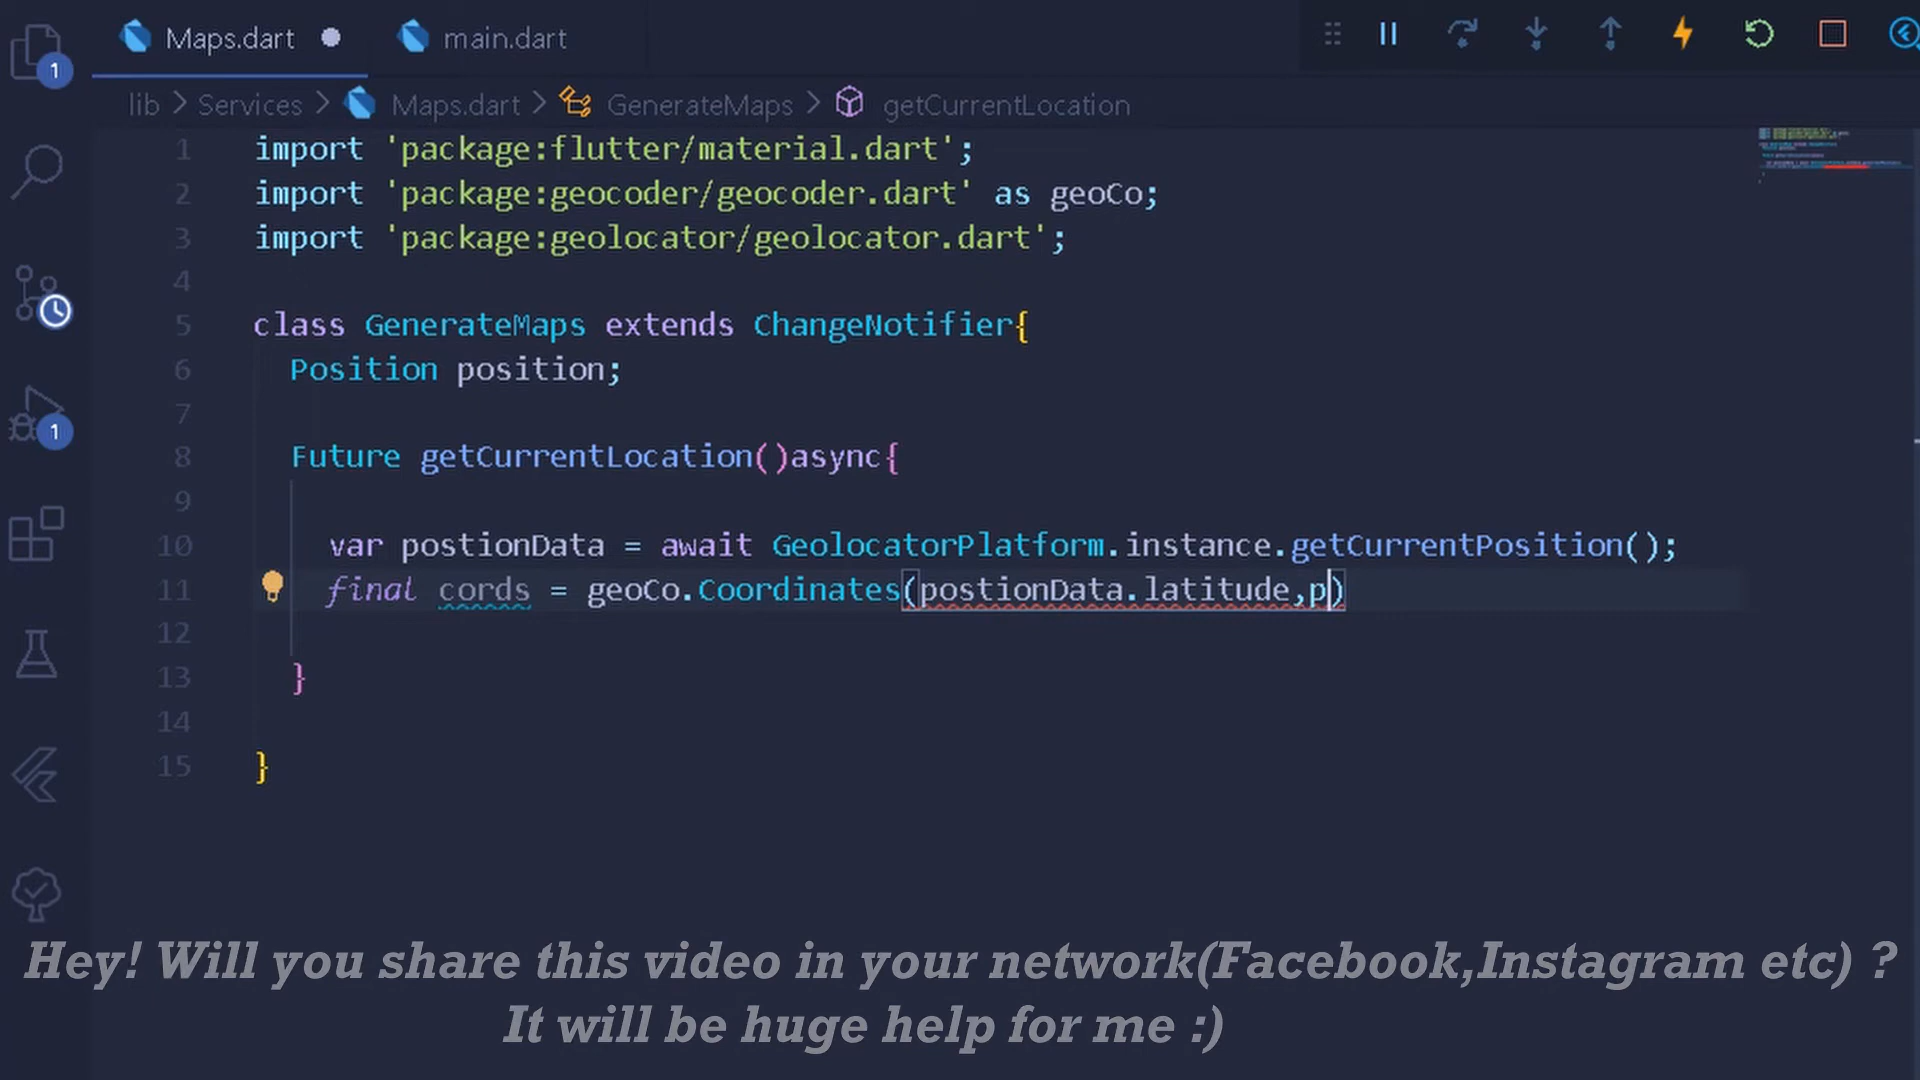 Maps.dart
main.dart
lib > Services > Maps.dart > GenerateMaps > getCurrentLocation
1 import 'package:flutter/material.dart';
2 import 'package:geocoder/geocoder.dart' as geoCo;
3 import 'package:geolocator/geolocator.dart';
4
5 class GenerateMaps extends ChangeNotifier{
6 Position position;
7
8 Future getCurrentLocation()async{
9
10 var postionData = await GeolocatorPlatform.instance.getCurrentPosition();
11 final cords = geoCo.Coordinates(postionData.latitude,p)
12
13 }
14
15 }
1
1
Hey! Will you share this video in your network(Facebook,Instagram etc) ?
It will be huge help for me :)